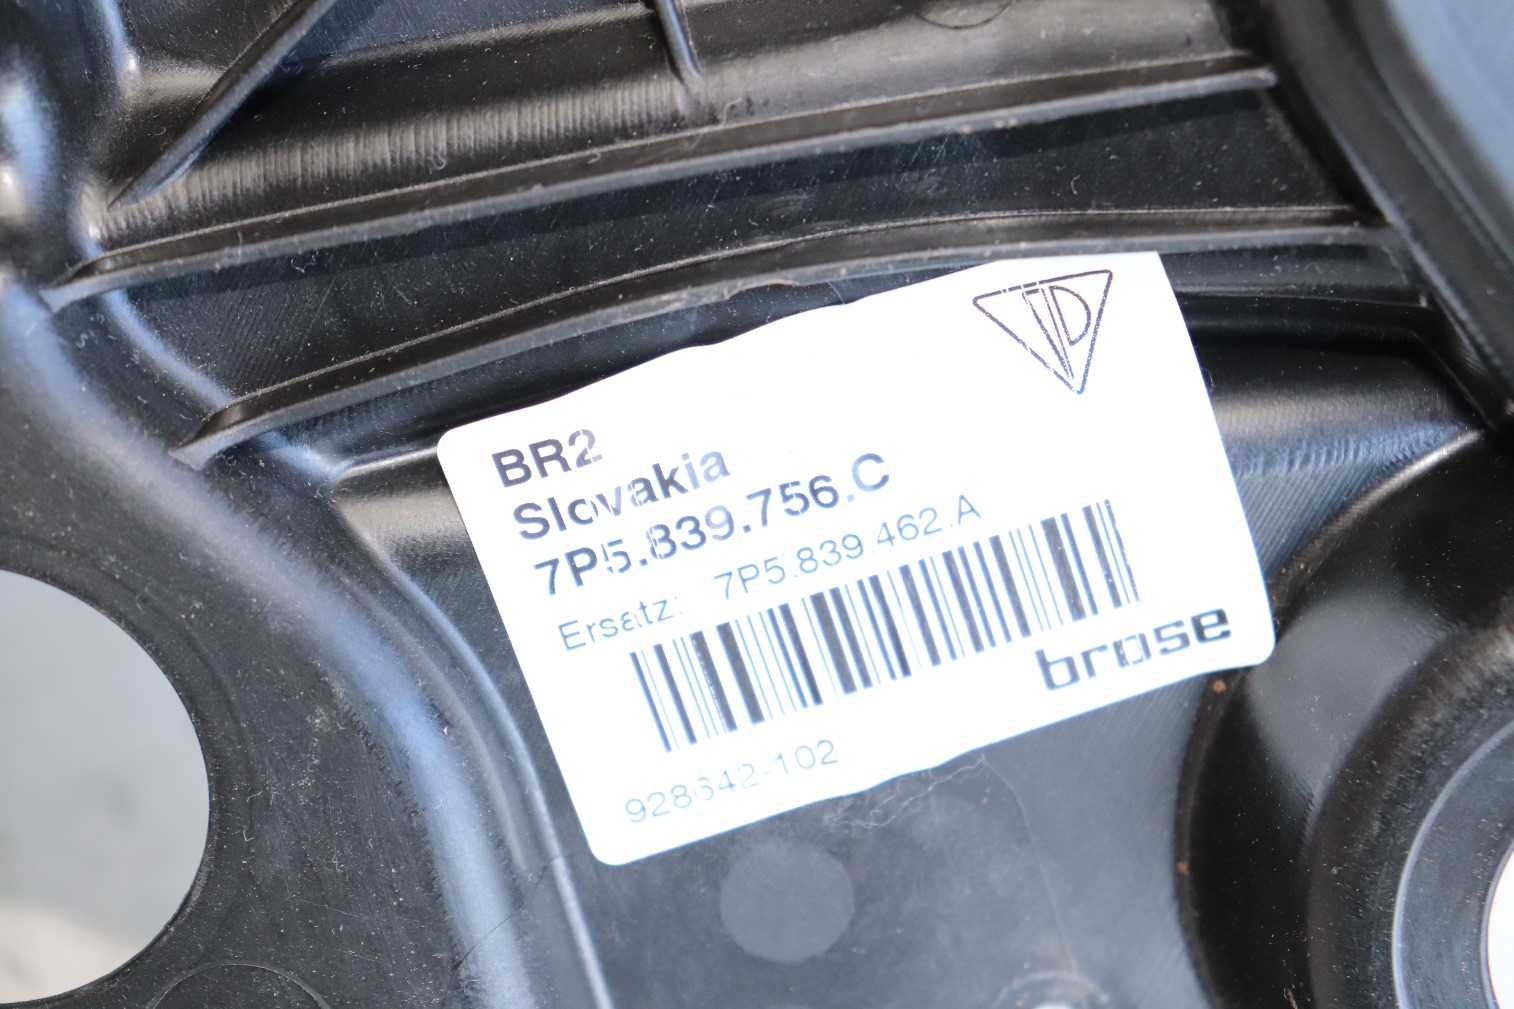 BR2
Slovakia
7P5.839.756.C
Ersatz: 7P5.839.462.A
brose
928642-102